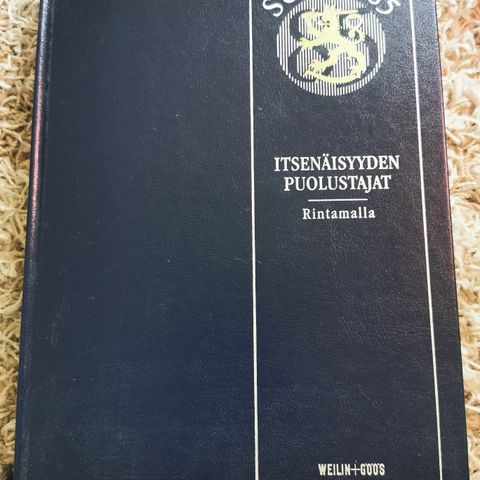 ITSENÄISYYDEN
PUOLUSTAJAT
Rintamalla
WEILIN+GÖÖS